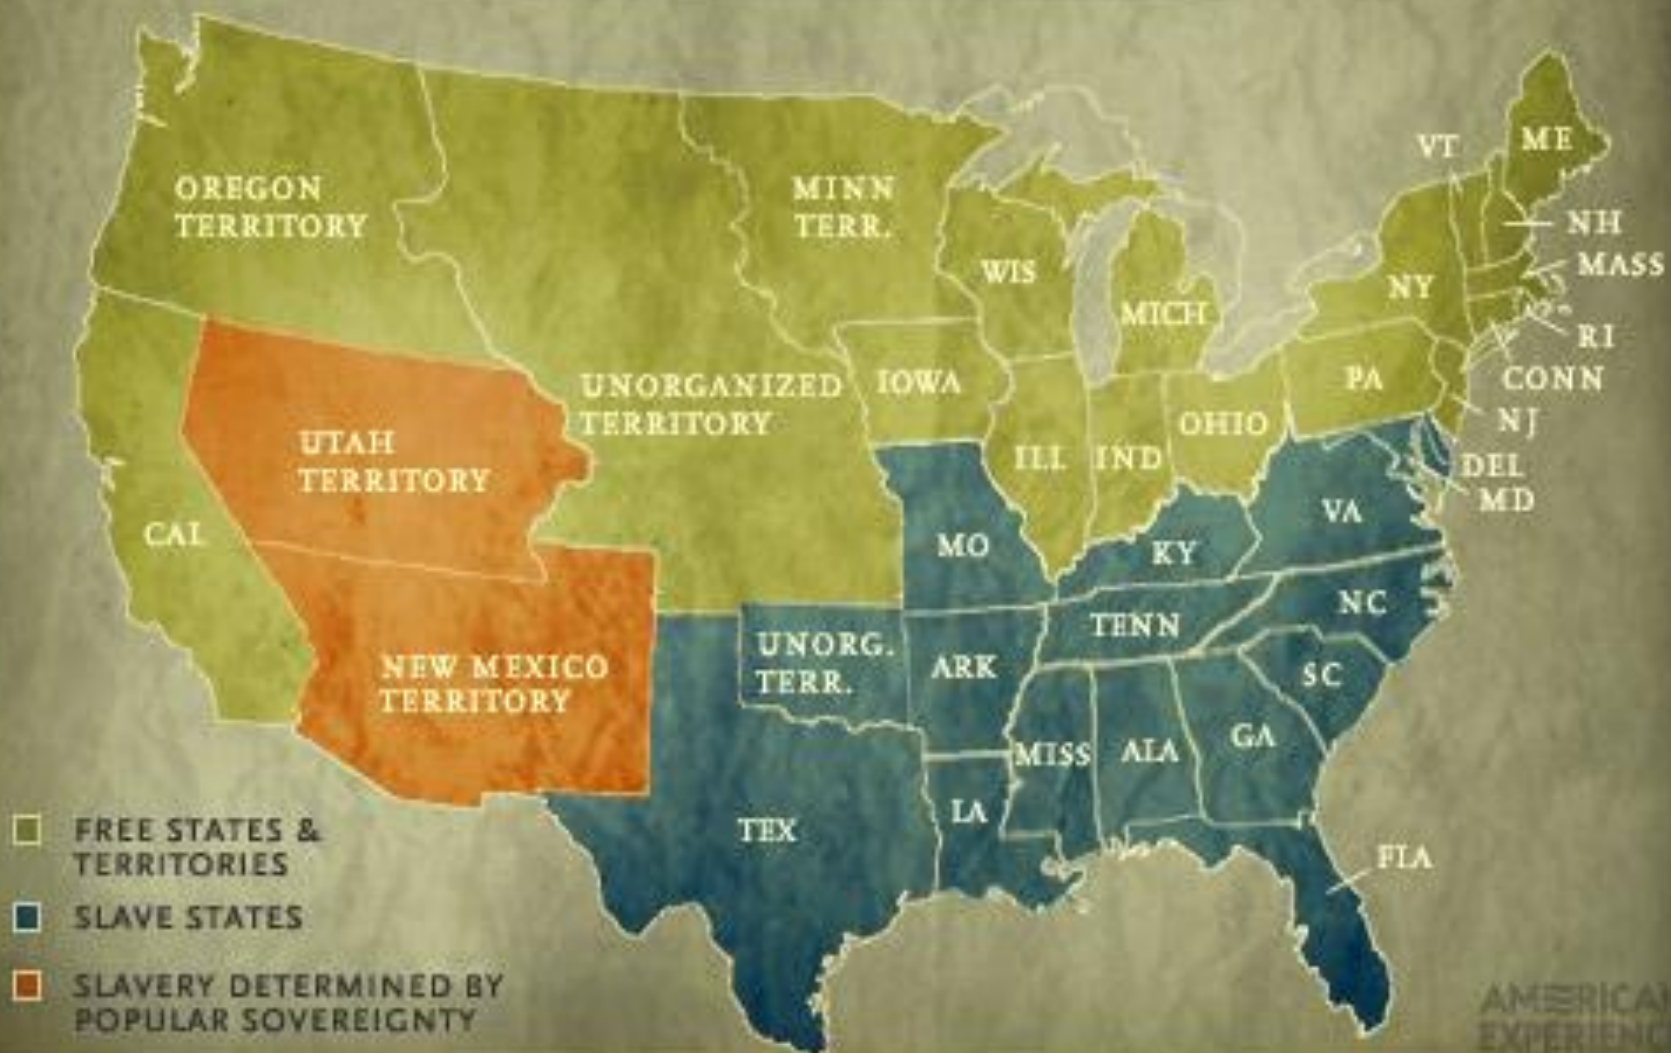 OREGON
TERRITORY
MINN
TERR.
VT
ME
NH
MASS
WIS
NY
MICH
RI
UNORGANIZED
TERRITORY
IOWA
PA
CONN
NJ
UTAH
TERRITORY
ILL
IND
OHIO
DEL
MD
CAL
MO
KY
VA
NEW MEXICO
TERRITORY
UNORG.
TERR.
ARK
TENN
NC
SC
MISS
ALA
GA
TEX
LA
FLA
FREE STATES &
TERRITORIES
SLAVE STATES
SLAVERY DETERMINED BY
POPULAR SOVEREIGNTY
AMERICAN
EXPERIENC